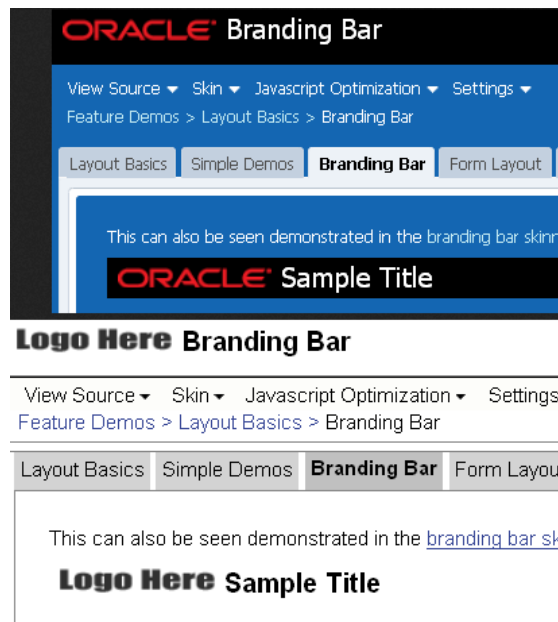 ORACLE Branding Bar
View Source Skin Javascript Optimization Settings
Feature Demos > Layout Basics > Branding Bar
Layout Basics Simple Demos Branding Bar Form Layout
This can also be seen demonstrated in the branding bar skinn
ORACLE Sample Title
Logo Here Branding Bar
View Source Skin Javascript Optimization Settings
Feature Demos > Layout Basics > Branding Bar
Layout Basics Simple Demos Branding Bar Form Layou
This can also be seen demonstrated in the branding bar sk
Logo Here Sample Title